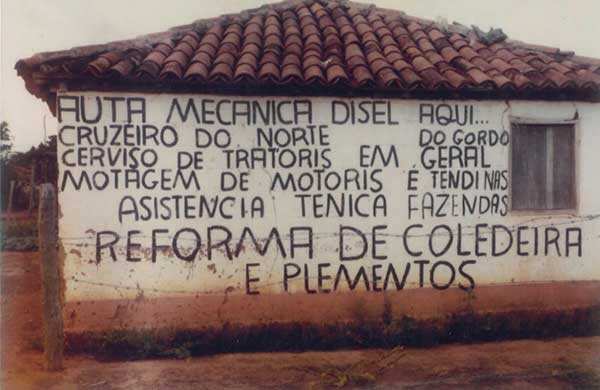 AUTA MECANICA DISEL AQUI...
CRUZEIRO DO NORTE DO GORDO
CERVISO DE TRATORIS EM GERAL
MOTAGEM DE MOTORIS É TENDINAS
ASISTENCIA TENICA FAZENDAS
REFORMA DE COLEDEIRA
E PLEMENTOS